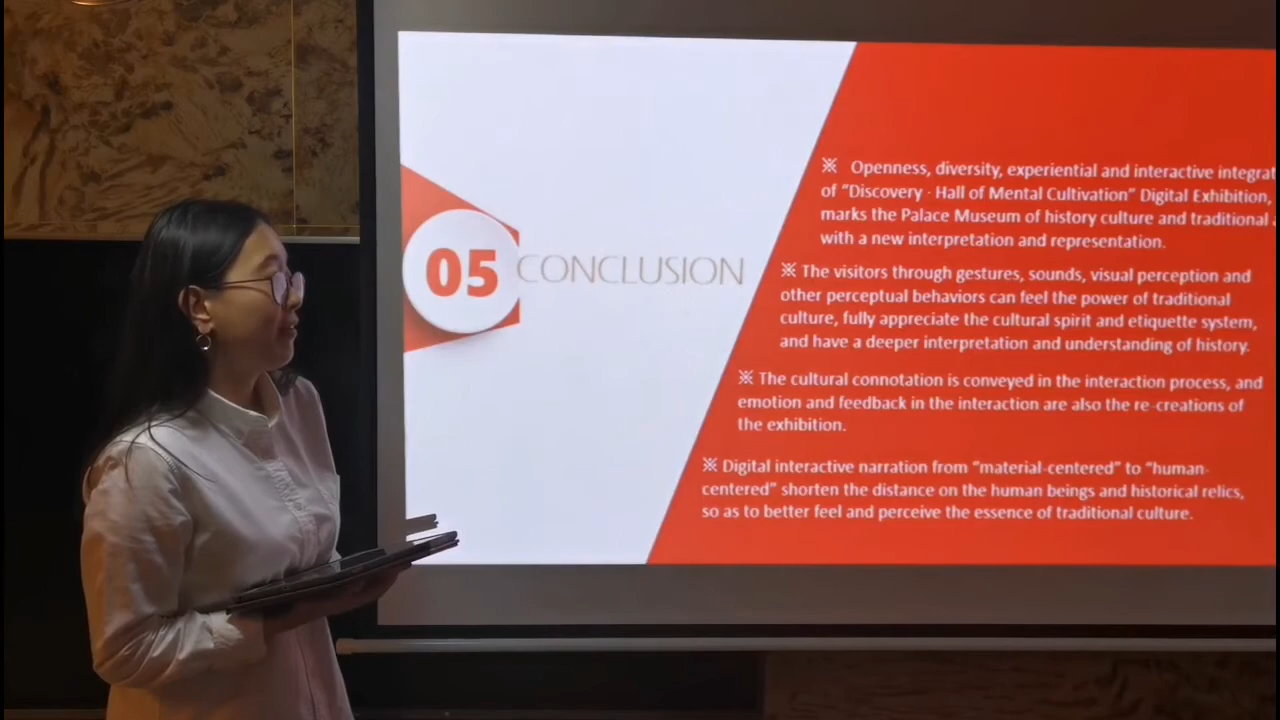 05 CONCLUSION
※ Openness, diversity, experiential and interactive
of “Discovery · Hall of Mental Cultivation” Digital Exhibition,
marks the Palace Museum of history culture and traditional
with a new interpretation and representation.
※ The visitors through gestures, sounds, visual perception and
other perceptual behaviors can feel the power of traditional
culture, fully appreciate the cultural spirit and etiquette system,
and have a deeper interpretation and understanding of history.
※ The cultural connotation is conveyed in the interaction process, and
emotion and feedback in the interaction are also the re-creations of
the exhibition.
※ Digital interactive narration from “material-centered” to “human-
centered” shorten the distance on the human beings and historical relics,
so as to better feel and perceive the essence of traditional culture.